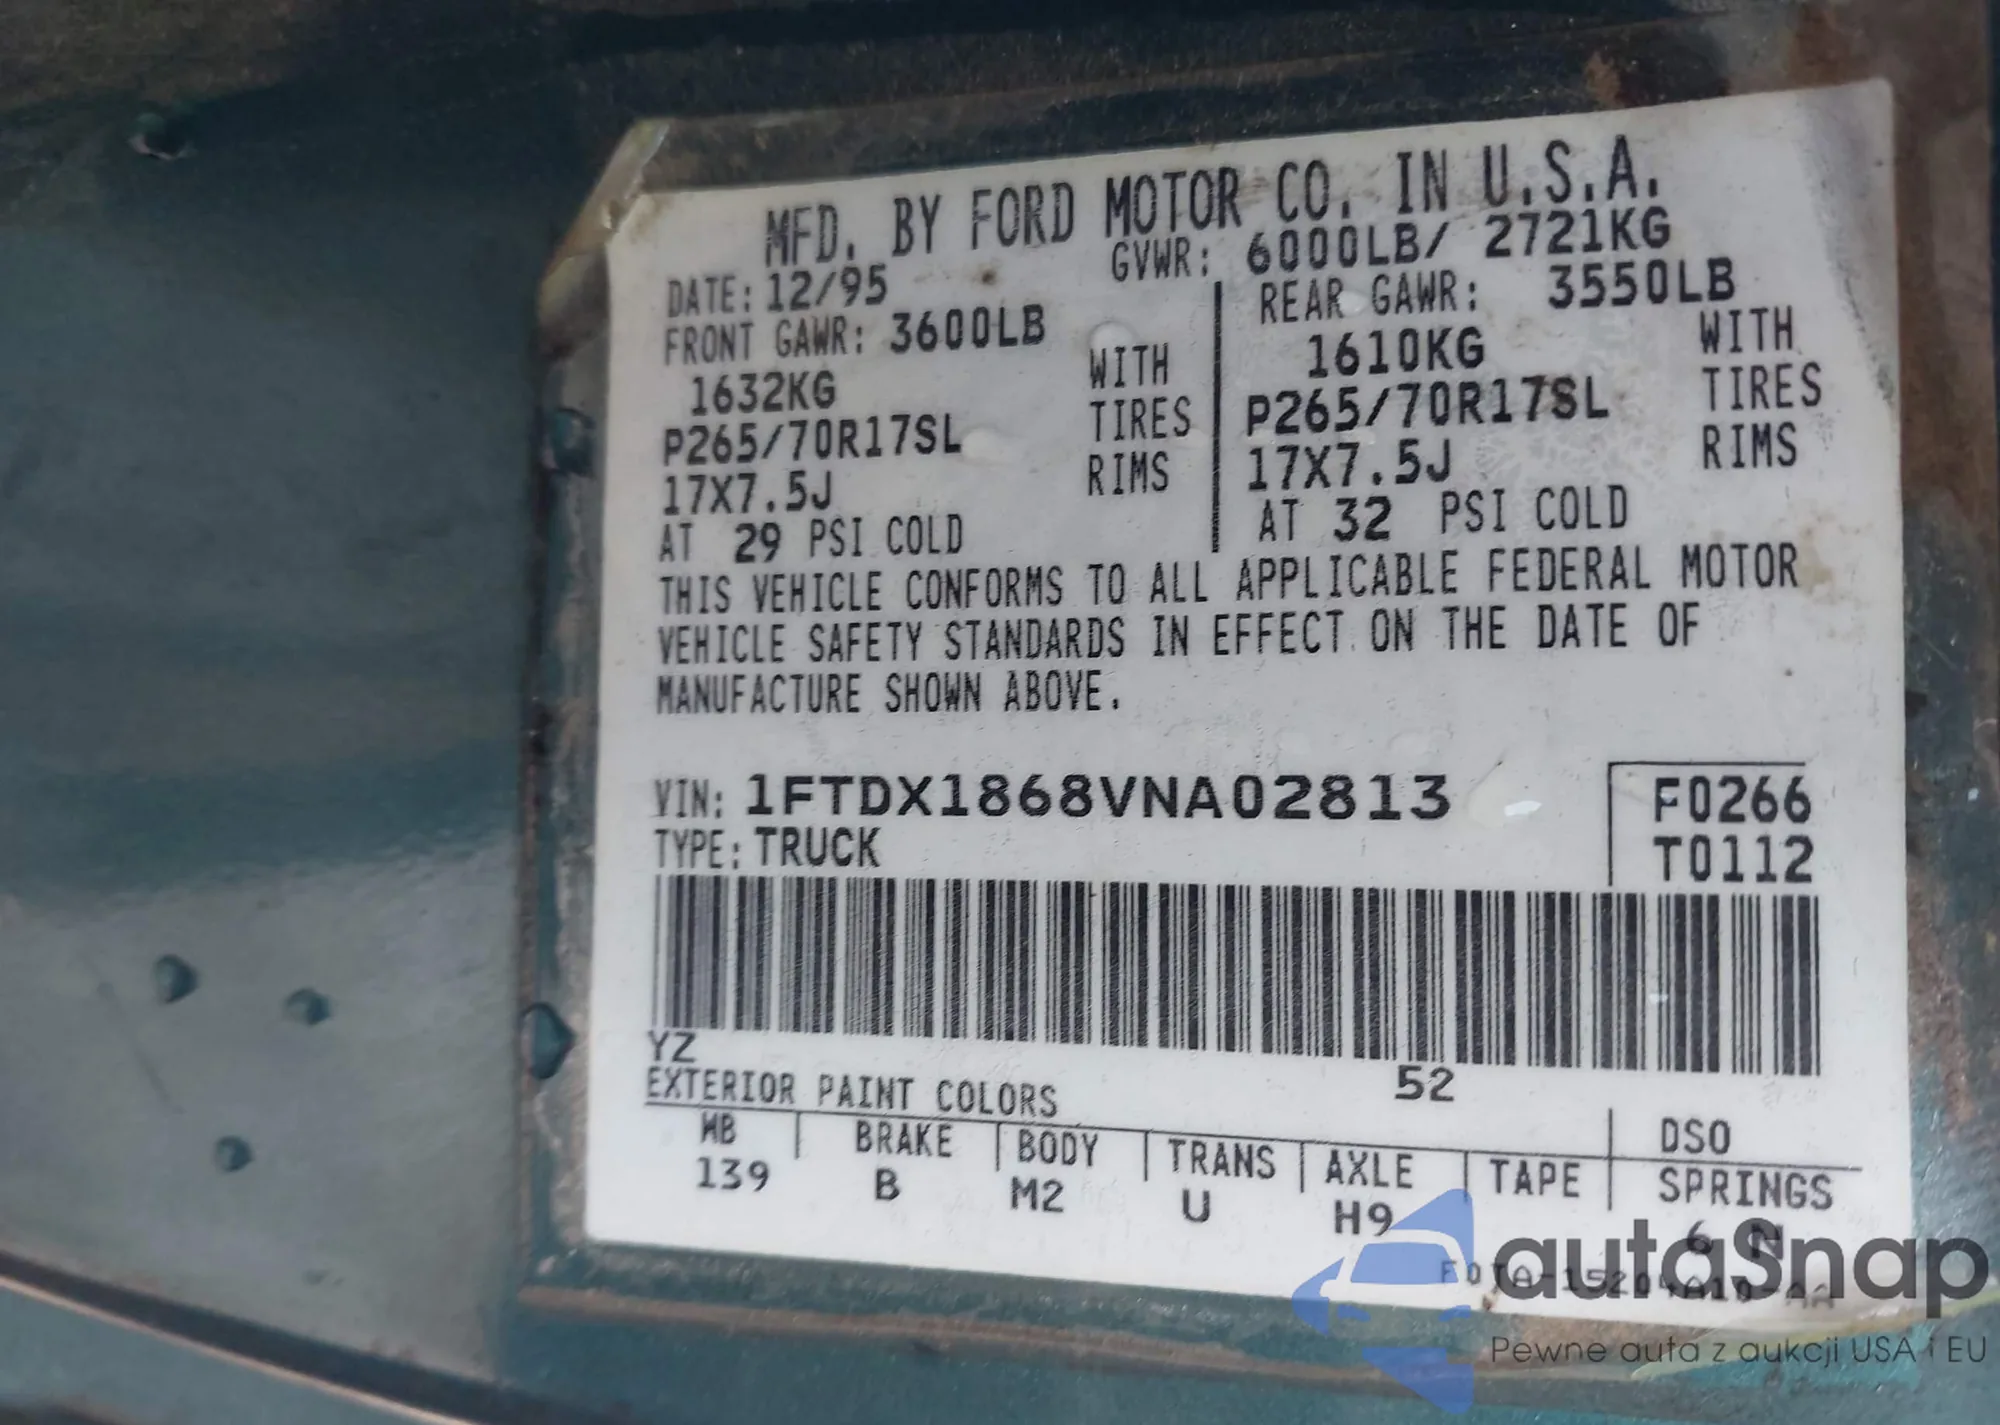 MFD. BY FORD MOTOR CO. IN U.S.A.
DATE: 12/95 GVWR: 6000LB/ 2721KG
FRONT GAWR: 3600LB REAR GAWR: 3550LB
1632KG WITH 1610KG WITH
P265/70R17SL TIRES P265/70R17SL TIRES
17X7.5J RIMS 17X7.5J RIMS
AT 29 PSI COLD AT 32 PSI COLD
THIS VEHICLE CONFORMS TO ALL APPLICABLE FEDERAL MOTOR
VEHICLE SAFETY STANDARDS IN EFFECT ON THE DATE OF
MANUFACTURE SHOWN ABOVE.
VIN: 1FTDX1868VNA02813 F0266
TYPE: TRUCK T0112
YZ
EXTERIOR PAINT COLORS 52
WB BRAKE BODY TRANS AXLE TAPE DSO
SPRINGS
139 B M2 U H9 6 N
autaSnap
Pewne auta z aukcji USA i EU